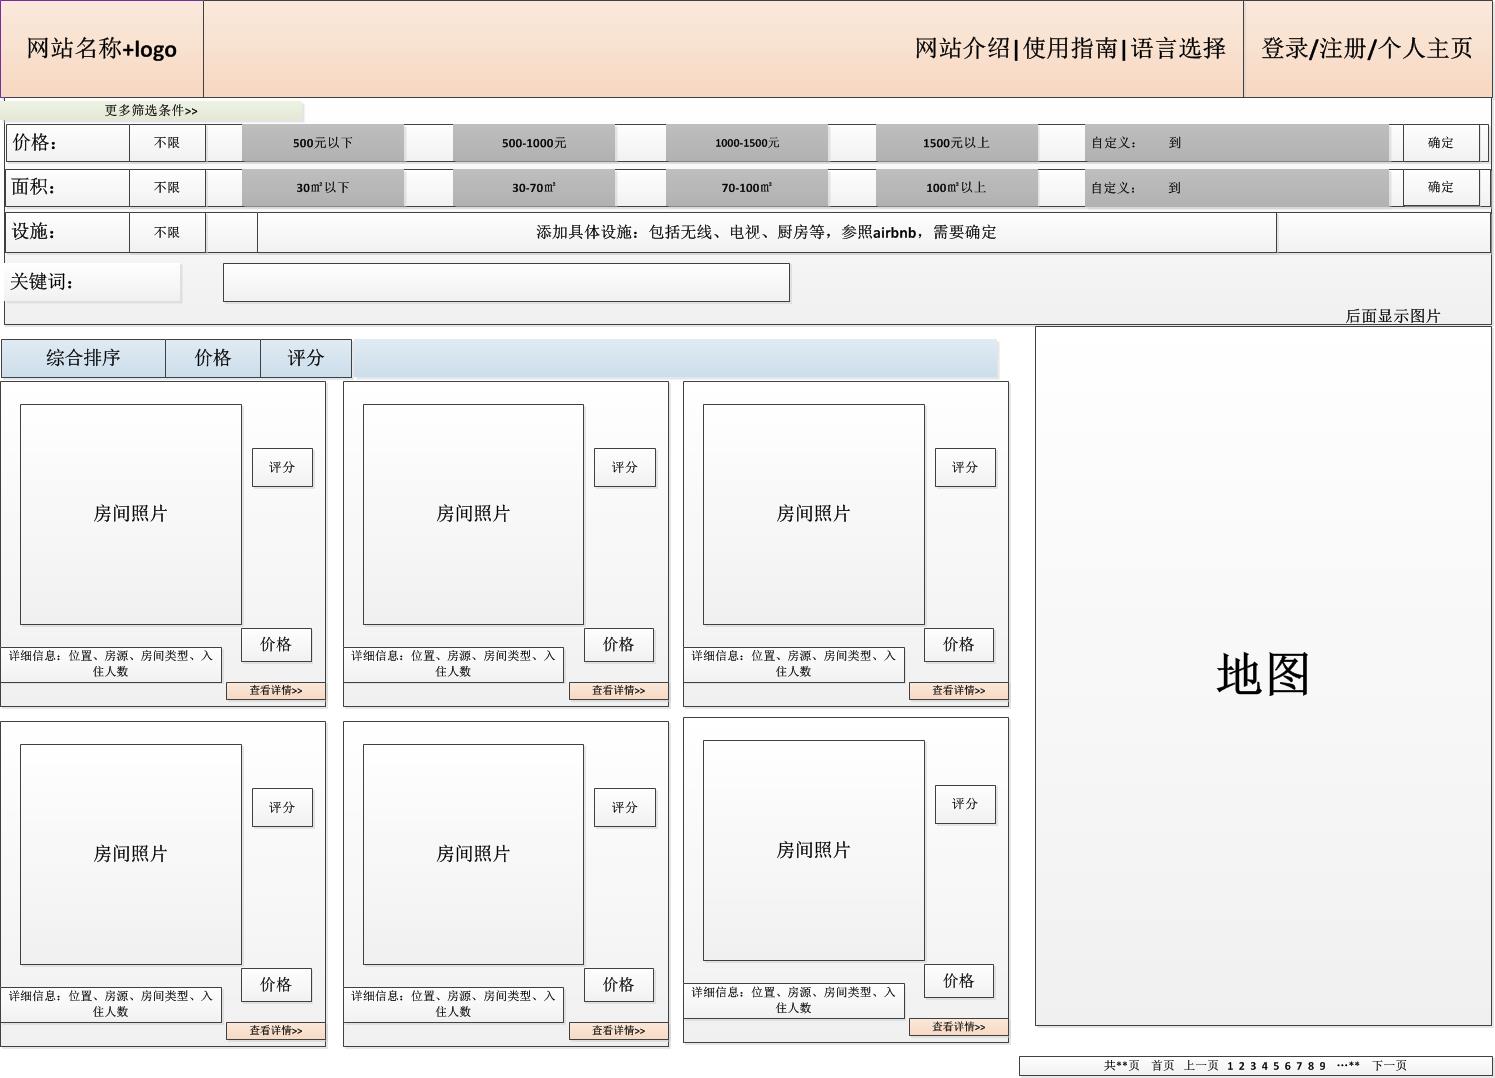 网站名称+logo
网站介绍|使用指南|语言选择
登录/注册/个人主页
更多筛选条件>>
价格：
不限
500元以下
500-1000元
1000-1500元
1500元以上
自定义： 到
确定
面积：
不限
30㎡以下
30-70㎡
70-100㎡
100㎡以上
自定义： 到
确定
设施：
不限
添加具体设施：包括无线、电视、厨房等，参照airbnb，需要确定
关键词：
后面显示图片
综合排序
价格
评分
房间照片
评分
价格
详细信息：位置、房源、房间类型、入
住人数
查看详情>>
房间照片
评分
价格
详细信息：位置、房源、房间类型、入
住人数
查看详情>>
房间照片
评分
价格
详细信息：位置、房源、房间类型、入
住人数
查看详情>>
地图
房间照片
评分
价格
详细信息：位置、房源、房间类型、入
住人数
查看详情>>
房间照片
评分
价格
详细信息：位置、房源、房间类型、入
住人数
查看详情>>
房间照片
评分
价格
详细信息：位置、房源、房间类型、入
住人数
查看详情>>
共**页 首页 上一页 1 2 3 4 5 6 7 8 9 …** 下一页